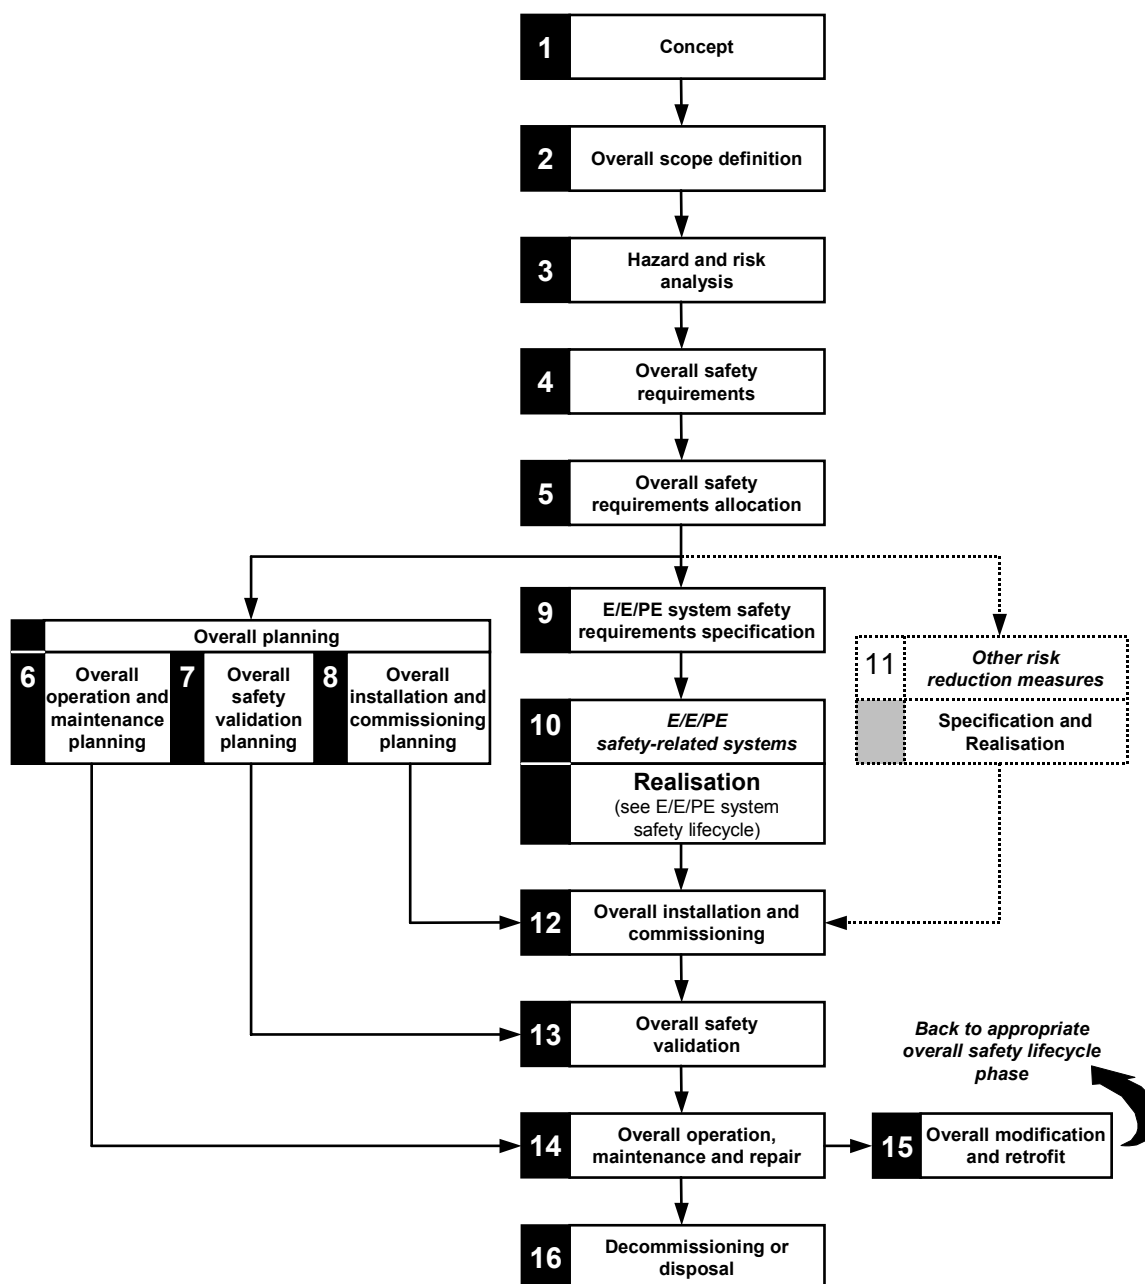 1
Concept
2
Overall scope definition
3
Hazard and risk
analysis
4
Overall safety
requirements
5
Overall safety
requirements allocation
Overall planning
6
Overall
operation and
maintenance
planning
7
Overall
safety
validation
planning
8
Overall
installation and
commissioning
planning
9
E/E/PE system safety
requirements specification
10
E/E/PE
safety-related systems
Realisation
(see E/E/PE system
safety lifecycle)
11
Other risk
reduction measures
Specification and
Realisation
12
Overall installation and
commissioning
13
Overall safety
validation
Back to appropriate
overall safety lifecycle
phase
14
Overall operation,
maintenance and repair
15
Overall modification
and retrofit
16
Decommissioning or
disposal